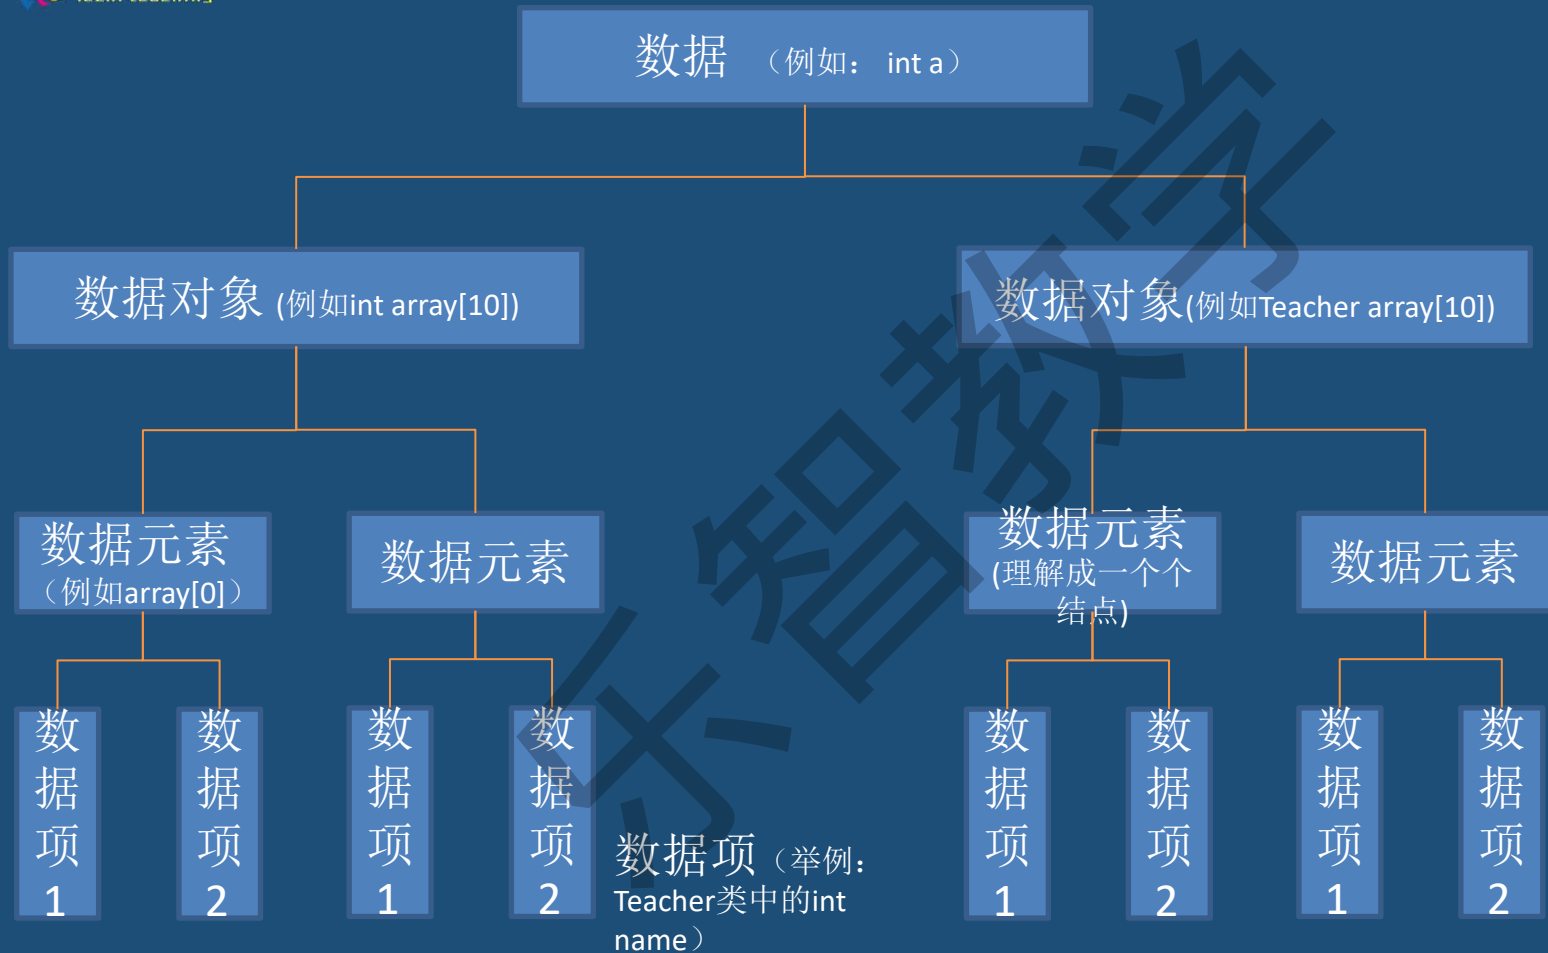 数据 （例如： int a）
数据对象 (例如int array[10])
数据对象(例如Teacher array[10])
数据元素
（例如array[0]）
数据元素
数据元素
(理解成一个个
结点)
数据元素
数
据
项
1
数
据
项
2
数
据
项
1
数
据
项
2
数据项（举例：
Teacher类中的int
name）
数
据
项
1
数
据
项
2
数
据
项
1
数
据
项
2
乐智教学